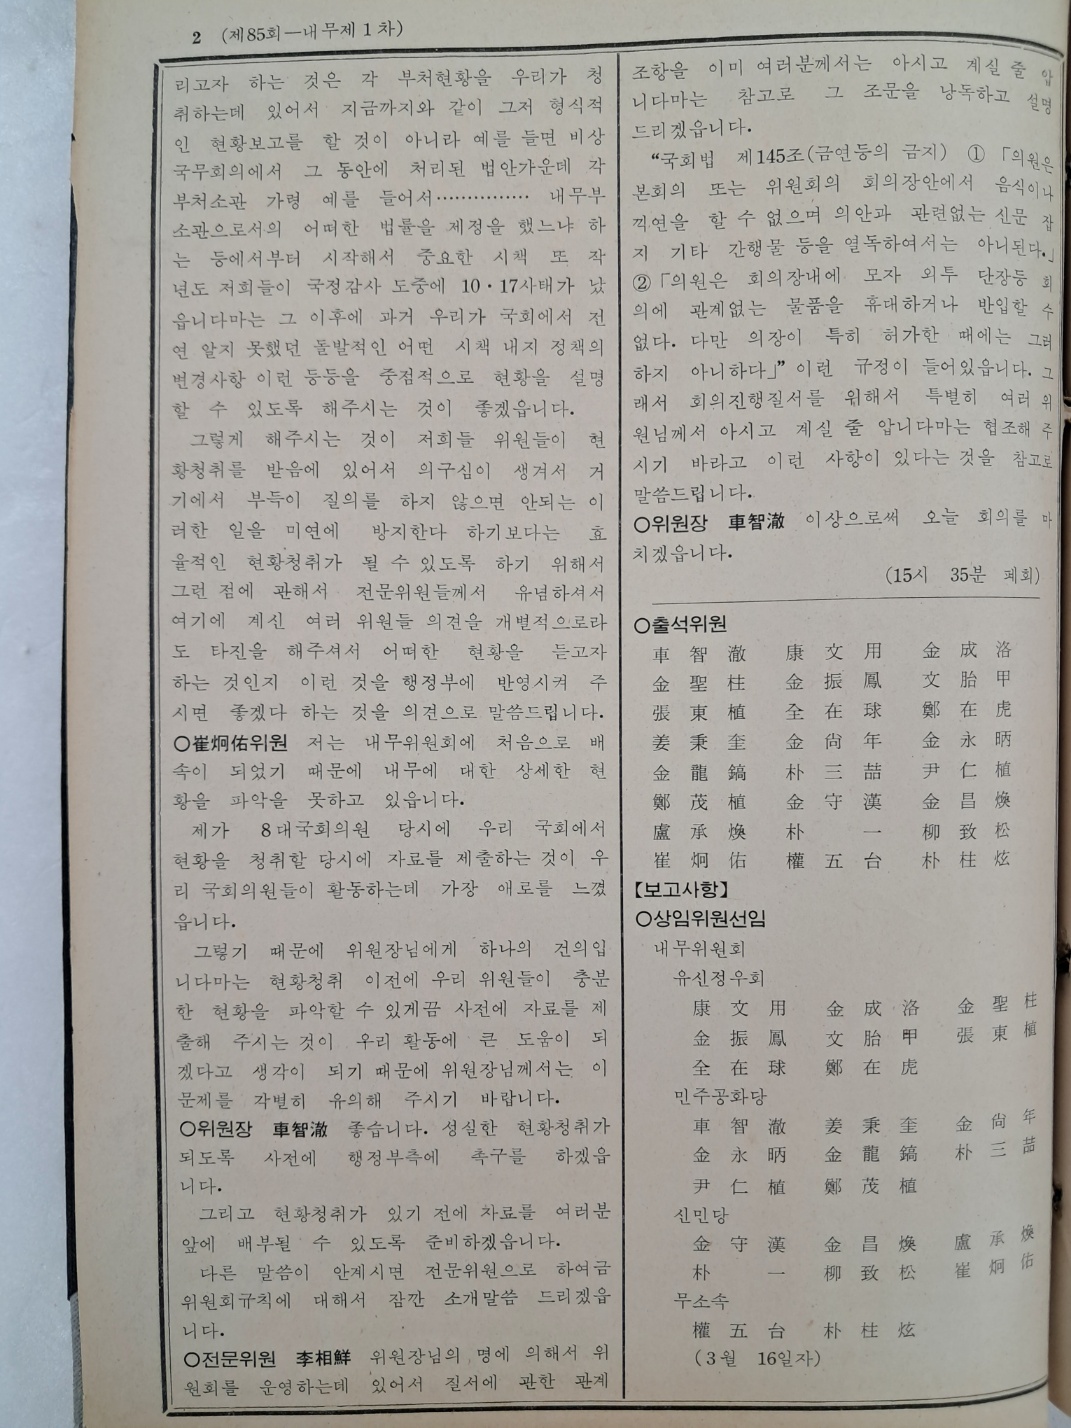 2 (제85회—내무제1차)
리고자 하는 것은 각 부처현황을 우리가 청
취하는데 있어서 지금까지와 같이 그저 형식적
인 현황보고를 할 것이 아니라 예를 들면 비상
국무회의에서 그 동안에 처리된 법안가운데 각
부처소관 가령 예를 들어서…………… 내무부
소관으로서의 어떠한 법률을 제정을 했느냐 하
는 등에서부터 시작해서 중요한 시책 또 작
년도 저희들이 국정감사 도중에 10·17사태가 났
읍니다마는 그 이후에 과거 우리가 국회에서 전
연 알지 못했던 돌발적인 어떤 시책 내지 정책의
변경사항 이런 등등을 중점적으로 현황을 설명
할 수 있도록 해주시는 것이 좋겠읍니다.
그렇게 해주시는 것이 저희들 위원들이 현
황청취를 받음에 있어서 의구심이 생겨서 거
기에서 부득이 질의를 하지 않으면 안되는 이
러한 일을 미연에 방지한다 하기보다는 효
율적인 현황청취가 될 수 있도록 하기 위해서
그런 점에 관해서 전문위원들께서 유념하셔서
여기에 계신 여러 위원들 의견을 개별적으로라
도 타진을 해주셔서 어떠한 현황을 듣고자
하는 것인지 이런 것을 행정부에 반영시켜 주
시면 좋겠다 하는 것을 의견으로 말씀드립니다.
○崔炯佑위원 저는 내무위원회에 처음으로 배
속이 되었기 때문에 내무에 대한 상세한 현
황을 파악을 못하고 있읍니다.
제가 8대국회의원 당시에 우리 국회에서
현황을 청취할 당시에 자료를 제출하는 것이 우
리 국회의원들이 활동하는데 가장 애로를 느꼈
읍니다.
그렇기 때문에 위원장님에게 하나의 건의입
니다마는 현황청취 이전에 우리 위원들이 충분
한 현황을 파악할 수 있게끔 사전에 자료를 제
출해 주시는 것이 우리 활동에 큰 도움이 되
겠다고 생각이 되기 때문에 위원장님께서는 이
문제를 각별히 유의해 주시기 바랍니다.
○위원장 車智澈 좋습니다. 성실한 현황청취가
되도록 사전에 행정부측에 촉구를 하겠읍
니다.
그리고 현황청취가 있기 전에 자료를 여러분
앞에 배부될 수 있도록 준비하겠읍니다.
다른 말씀이 안계시면 전문위원으로 하여금
위원회규칙에 대해서 잠깐 소개말씀 드리겠읍
니다.
○전문위원 李相鮮 위원장님의 명에 의해서 위
원회를 운영하는데 있어서 질서에 관한 관계
조항을 이미 여러분께서는 아시고 계실 줄 압
니다마는 참고로 그 조문을 낭독하고 설명
드리겠읍니다.
“국회법 제145조(금연등의 금지) ① 「의원은
본회의 또는 위원회의 회의장안에서 음식이나
끽연을 할 수 없으며 의안과 관련없는 신문 잡
지 기타 간행물 등을 열독하여서는 아니된다.」
② 「의원은 회의장내에 모자 외투 단장등 회
의에 관계없는 물품을 휴대하거나 반입할 수
없다. 다만 의장이 특히 허가한 때에는 그러
하지 아니하다」” 이런 규정이 들어있읍니다. 그
래서 회의진행질서를 위해서 특별히 여러 위
원님께서 아시고 계실 줄 압니다마는 협조해 주
시기 바라고 이런 사항이 있다는 것을 참고로
말씀드립니다.
○위원장 車智澈 이상으로써 오늘 회의를 마
치겠읍니다.
(15시 35분 폐회)
○출석위원
車智澈 康文用 金成洛
金聖柱 金振鳳 文胎甲
張東植 全在球 鄭在虎
姜秉奎 金尙年 金永昞
金龍鎬 朴三喆 尹仁植
鄭茂植 金守漢 金昌煥
盧承煥 朴 一 柳致松
崔炯佑 權五台 朴柱炫
【보고사항】
○상임위원선임
내무위원회
유신정우회
康文用 金成洛 金聖柱
金振鳳 文胎甲 張東植
全在球 鄭在虎
민주공화당
車智澈 姜秉奎 金尙年
金永昞 金龍鎬 朴三喆
尹仁植 鄭茂植
신민당
金守漢 金昌煥 盧承煥
朴 一 柳致松 崔炯佑
무소속
權五台 朴柱炫
(3월 16일자)